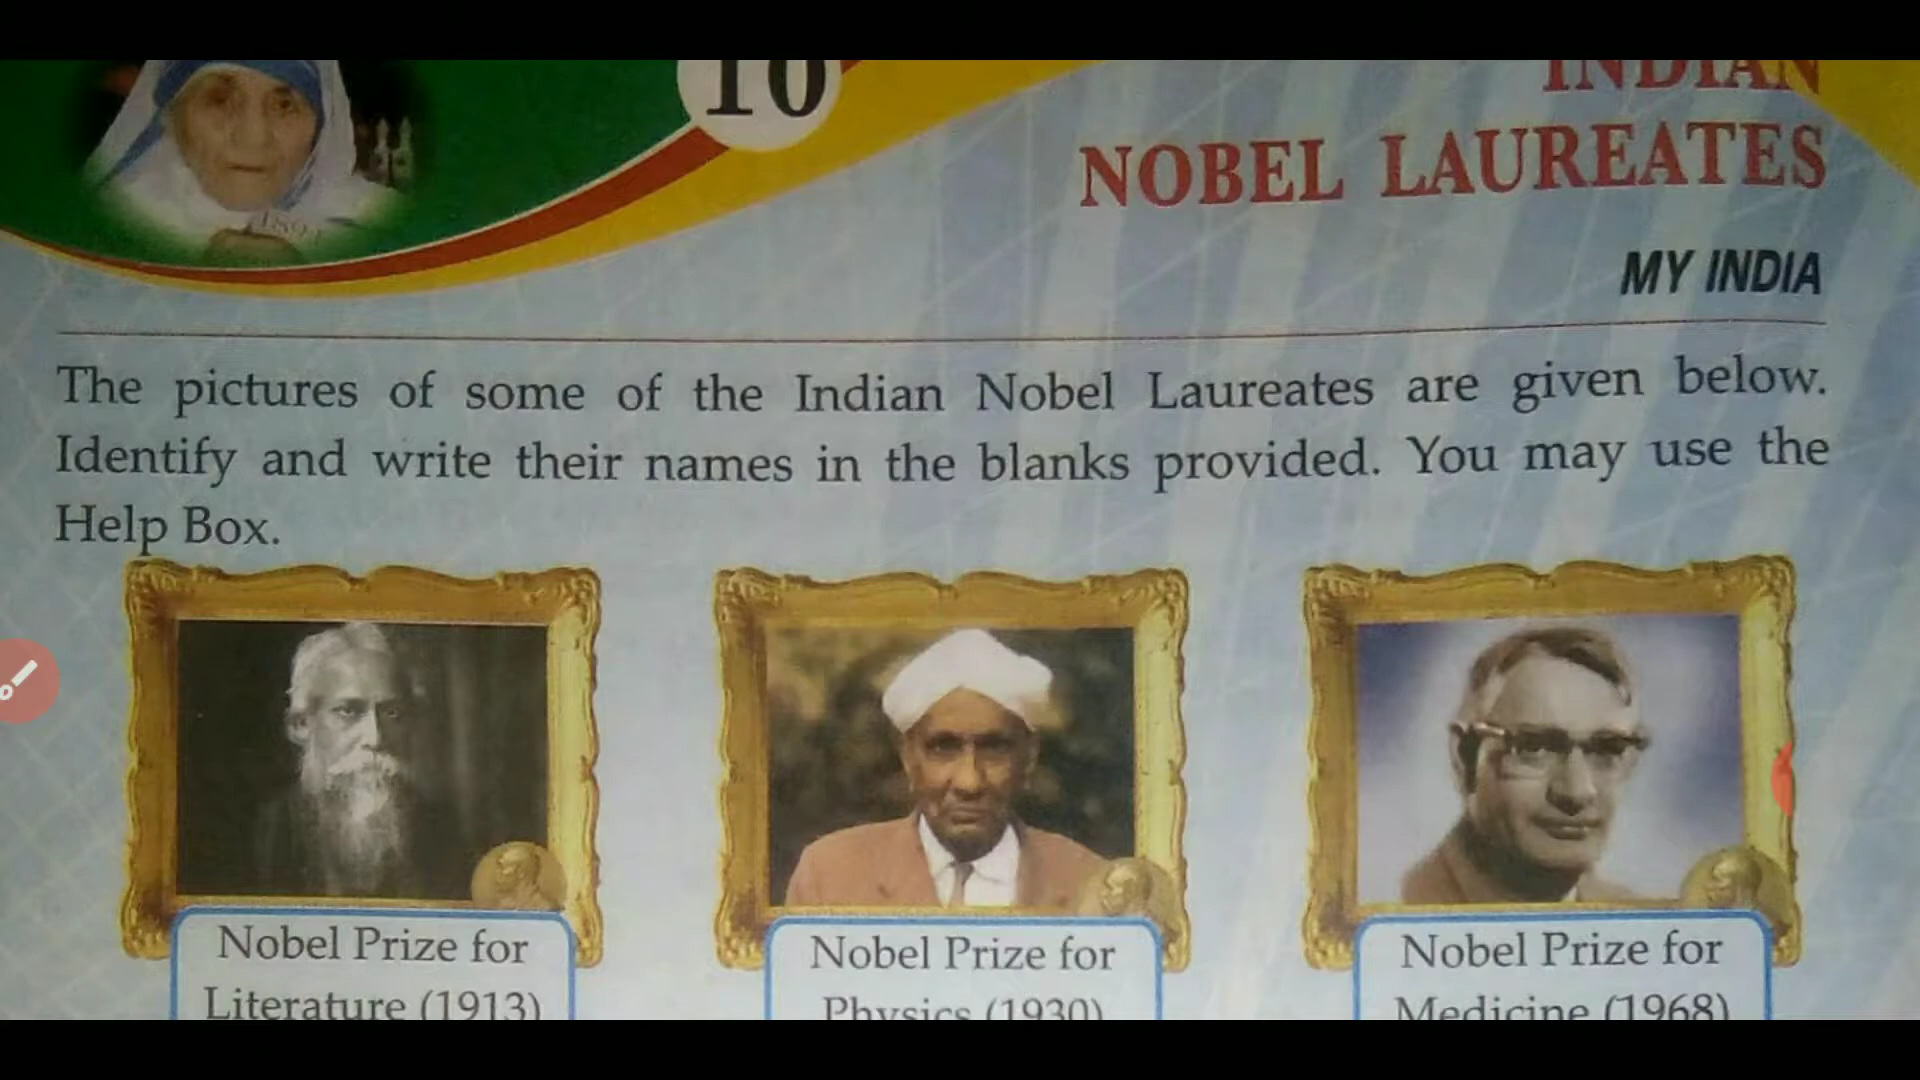 10
INDIAN
NOBEL LAUREATES
MY INDIA
The pictures of some of the Indian Nobel Laureates are given below.
Identify and write their names in the blanks provided. You may use the
Help Box.
Nobel Prize for
Literature (1913)
Nobel Prize for
Physics (1930)
Nobel Prize for
Medicine (1968)